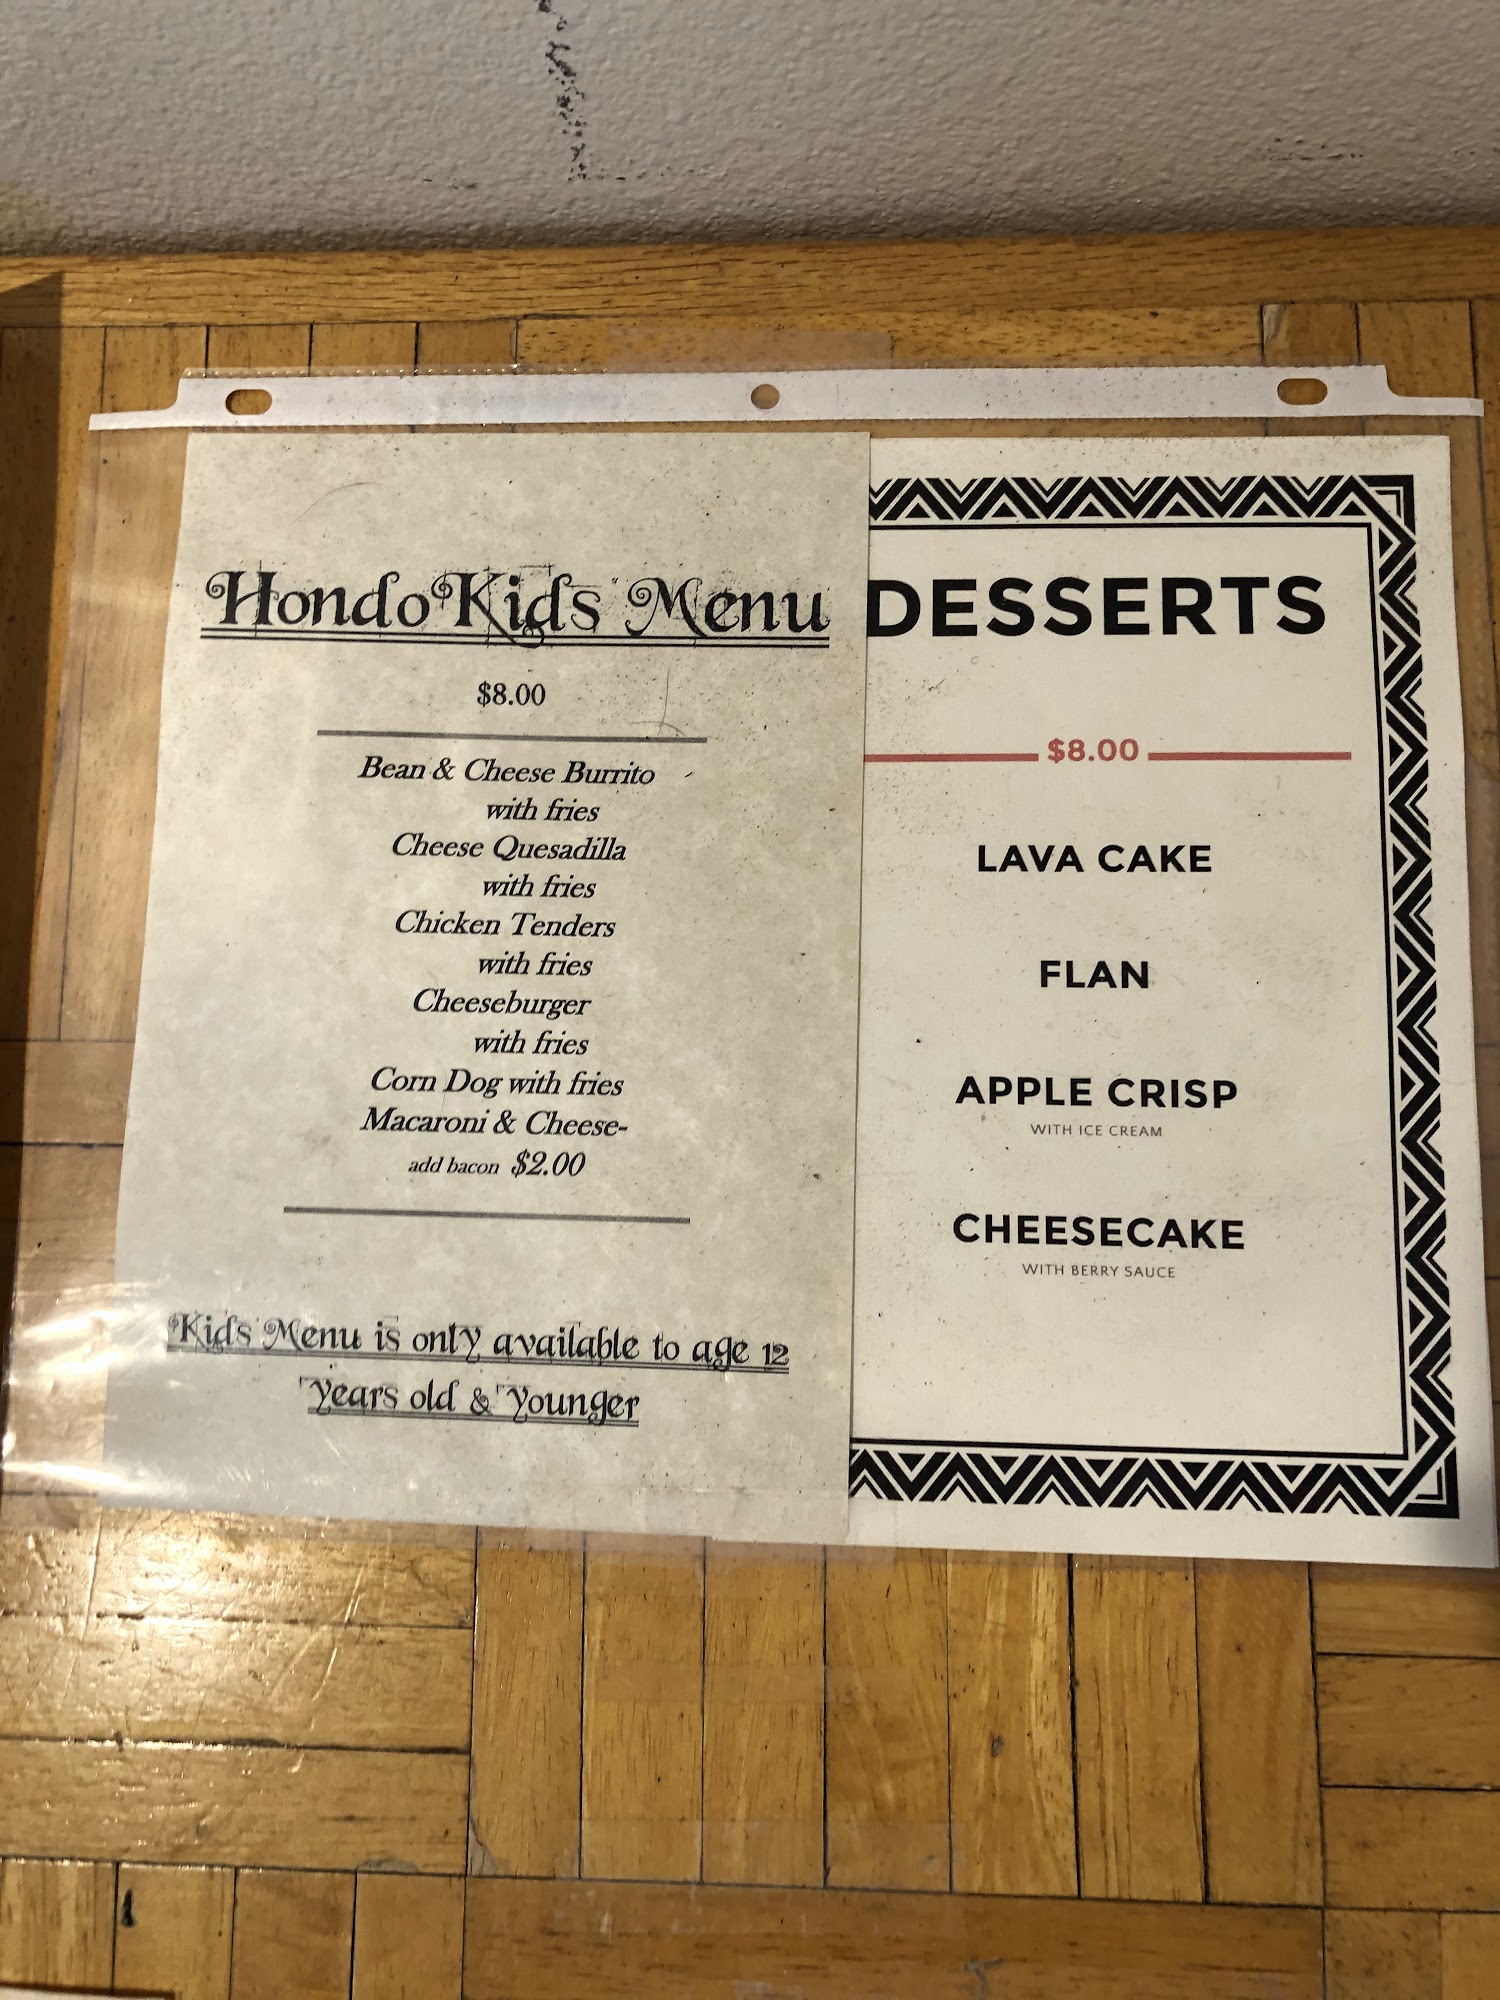 Hondo Kids Menu
$8.00
Bean & Cheese Burrito
with fries
Cheese Quesadilla
with fries
Chicken Tenders
with fries
Cheeseburger
with fries
Corn Dog with fries
Macaroni & Cheese-
add bacon $2.00
Kids Menu is only available to age 12
Years old & Younger
DESSERTS
$8.00
LAVA CAKE
FLAN
APPLE CRISP
WITH ICE CREAM
CHEESECAKE
WITH BERRY SAUCE